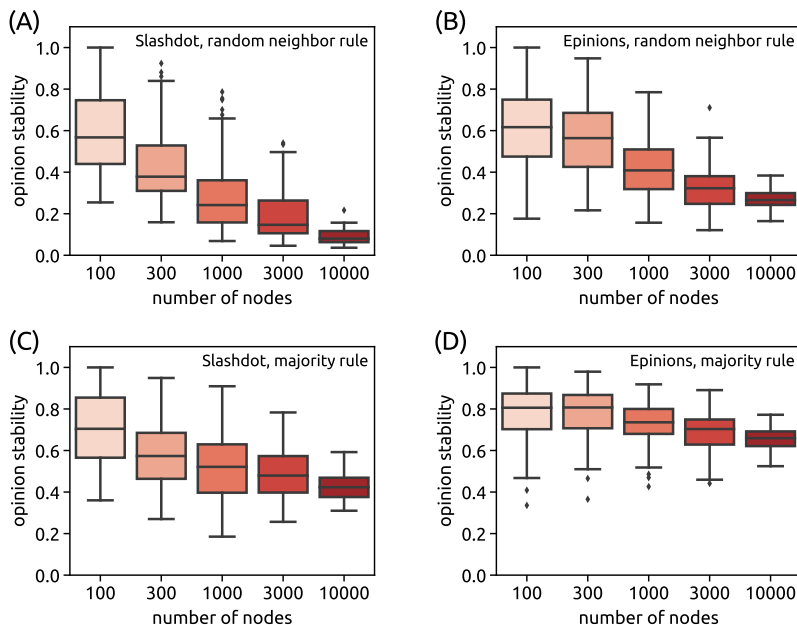 (A)
Slashdot, random neighbor rule
opinion stability
1.0
0.8
0.6
0.4
0.2
0.0
100 300 1000 3000 10000
number of nodes
(B)
Epinions, random neighbor rule
opinion stability
1.0
0.8
0.6
0.4
0.2
0.0
100 300 1000 3000 10000
number of nodes
(C)
Slashdot, majority rule
opinion stability
1.0
0.8
0.6
0.4
0.2
0.0
100 300 1000 3000 10000
number of nodes
(D)
Epinions, majority rule
opinion stability
1.0
0.8
0.6
0.4
0.2
0.0
100 300 1000 3000 10000
number of nodes